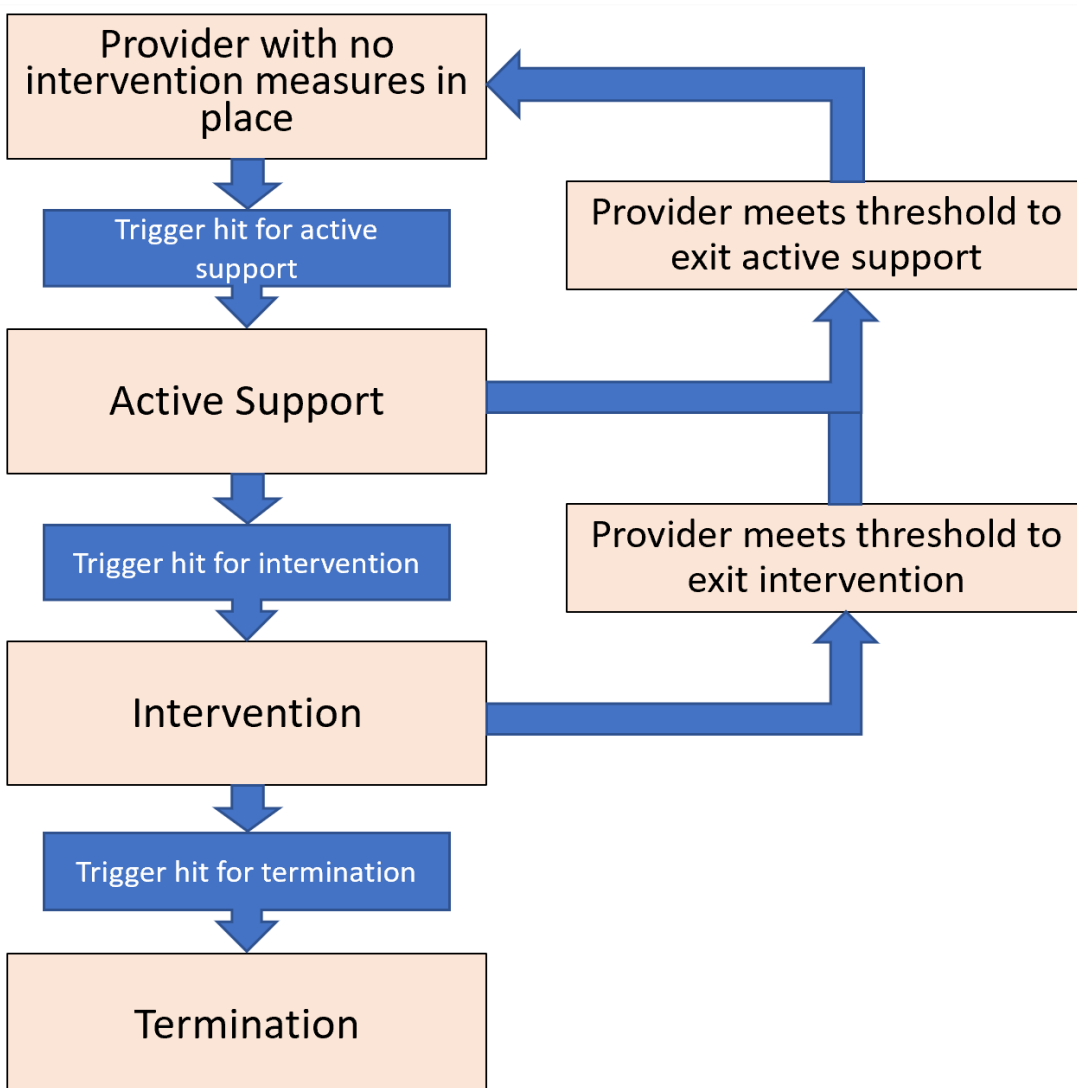 Provider with no
intervention measures in
place
Trigger hit for active
support
Provider meets threshold to
exit active support
Active Support
Trigger hit for intervention
Provider meets threshold to
exit intervention
Intervention
Trigger hit for termination
Termination